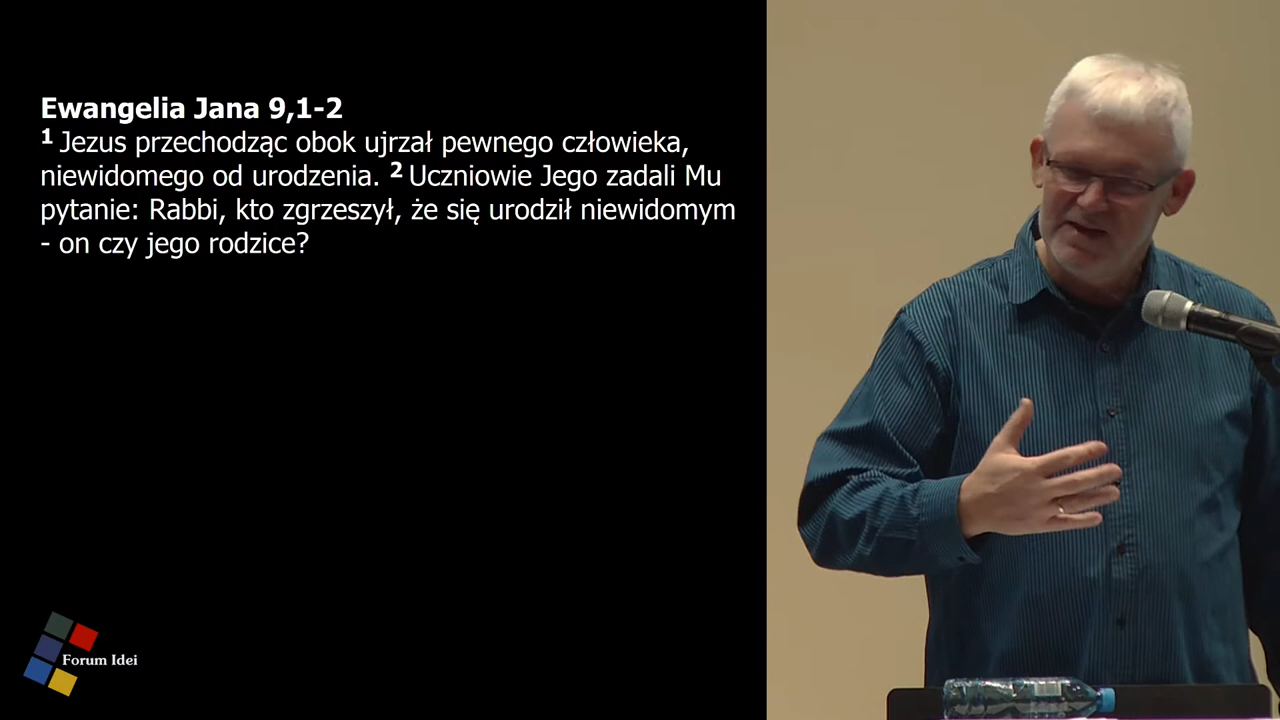 Ewangelia Jana 9,1-2
1 Jezus przechodząc obok ujrzał pewnego człowieka,
niewidomego od urodzenia. 2 Uczniowie Jego zadali Mu
pytanie: Rabbi, kto zgrzeszył, że się urodził niewidomym
- on czy jego rodzice?
Forum Idei